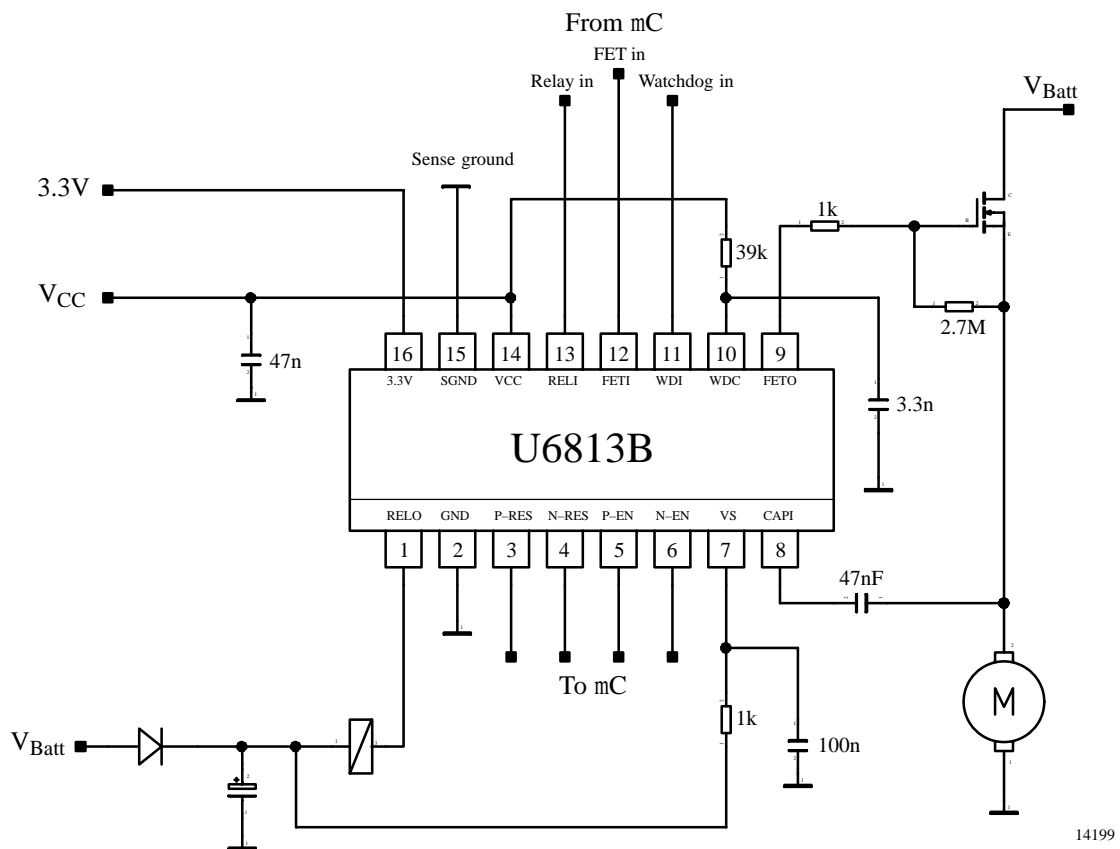 From mC
FET in
Relay in
Watchdog in
V_Batt
Sense ground
3.3V
1k
39k
V_CC
47n
2.7M
16 15 14 13 12 11 10 9
3.3V SGND VCC RELI FETI WDI WDC FETO
3.3n
U6813B
RELO GND P–RES N–RES P–EN N–EN VS CAPI
1 2 3 4 5 6 7 8
47nF
To mC
M
1k
V_Batt
100n
14199